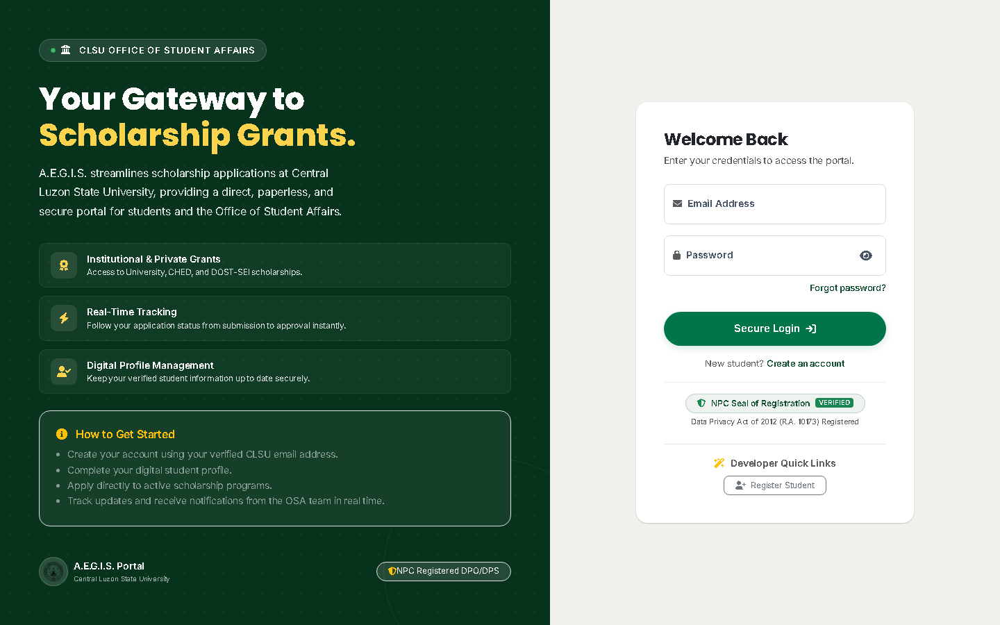 CLSU OFFICE OF STUDENT AFFAIRS
Your Gateway to
Scholarship Grants.
A.E.G.I.S. streamlines scholarship applications at Central
Luzon State University, providing a direct, paperless, and
secure portal for students and the Office of Student Affairs.
Institutional & Private Grants
Access to University, CHED, and DOST-SEI scholarships.
Real-Time Tracking
Follow your application status from submission to approval instantly.
Digital Profile Management
Keep your verified student information up to date securely.
How to Get Started
• Create your account using your verified CLSU email address.
• Complete your digital student profile.
• Apply directly to active scholarship programs.
• Track updates and receive notifications from the OSA team in real time.
A.E.G.I.S. Portal
Central Luzon State University
NPC Registered DPO/DPS
Welcome Back
Enter your credentials to access the portal.
Email Address
Password
Forgot password?
Secure Login
New student? Create an account
NPC Seal of Registration VERIFIED
Data Privacy Act of 2012 (R.A. 10173) Registered
Developer Quick Links
Register Student